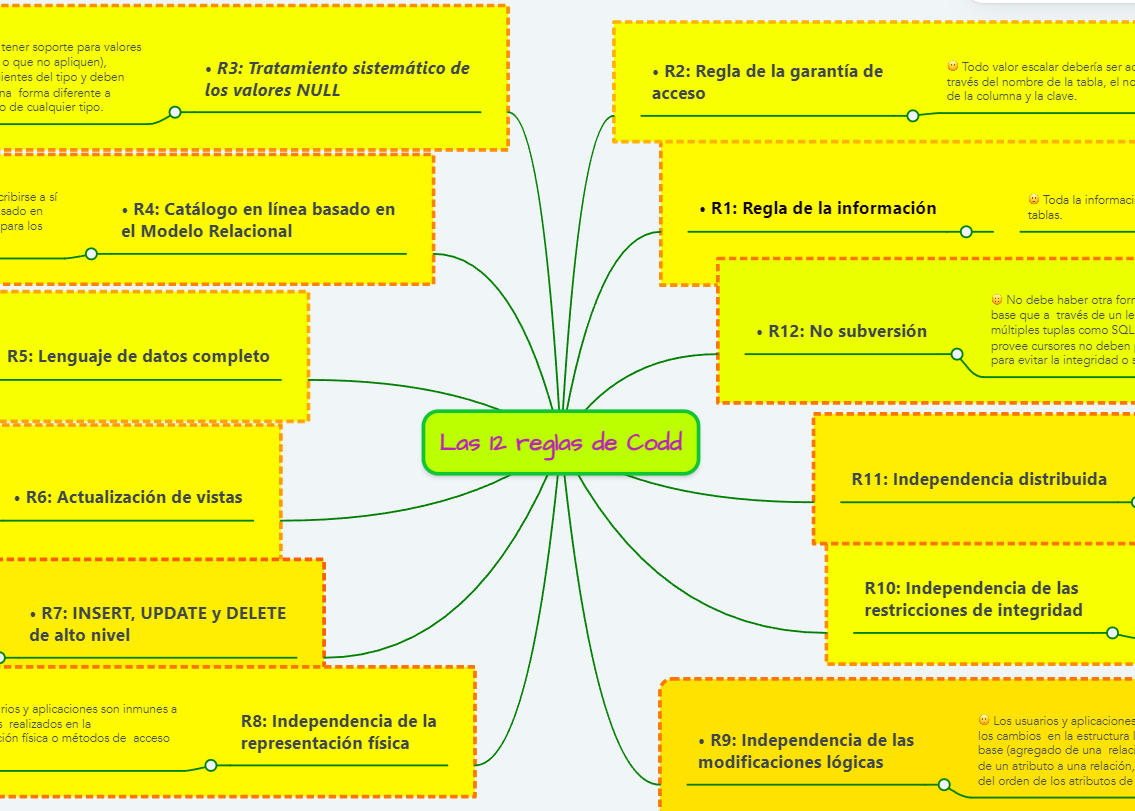 tener soporte para valores
o que no apliquen),
ientes del tipo y deben
na forma diferente a
o de cualquier tipo.
• R3: Tratamiento sistemático de
los valores NULL
• R2: Regla de la garantía de
acceso
Todo valor escalar debería ser ac
través del nombre de la tabla, el no
de la columna y la clave.
cribirse a sí
sado en
para los
• R4: Catálogo en línea basado en
el Modelo Relacional
• R1: Regla de la información
Toda la informaci
tablas.
R5: Lenguaje de datos completo
• R12: No subversión
No debe haber otra forr
base que a través de un le
múltiples tuplas como SQL
provee cursores no deben p
para evitar la integridad o s
Las 12 reglas de Codd
• R6: Actualización de vistas
R11: Independencia distribuida
• R7: INSERT, UPDATE y DELETE
de alto nivel
R10: Independencia de las
restricciones de integridad
rios y aplicaciones son inmunes a
s realizados en la
ción física o métodos de acceso
R8: Independencia de la
representación física
• R9: Independencia de las
modificaciones lógicas
Los usuarios y aplicaciones
los cambios en la estructura l
base (agregado de una relaci
de un atributo a una relación,
del orden de los atributos de